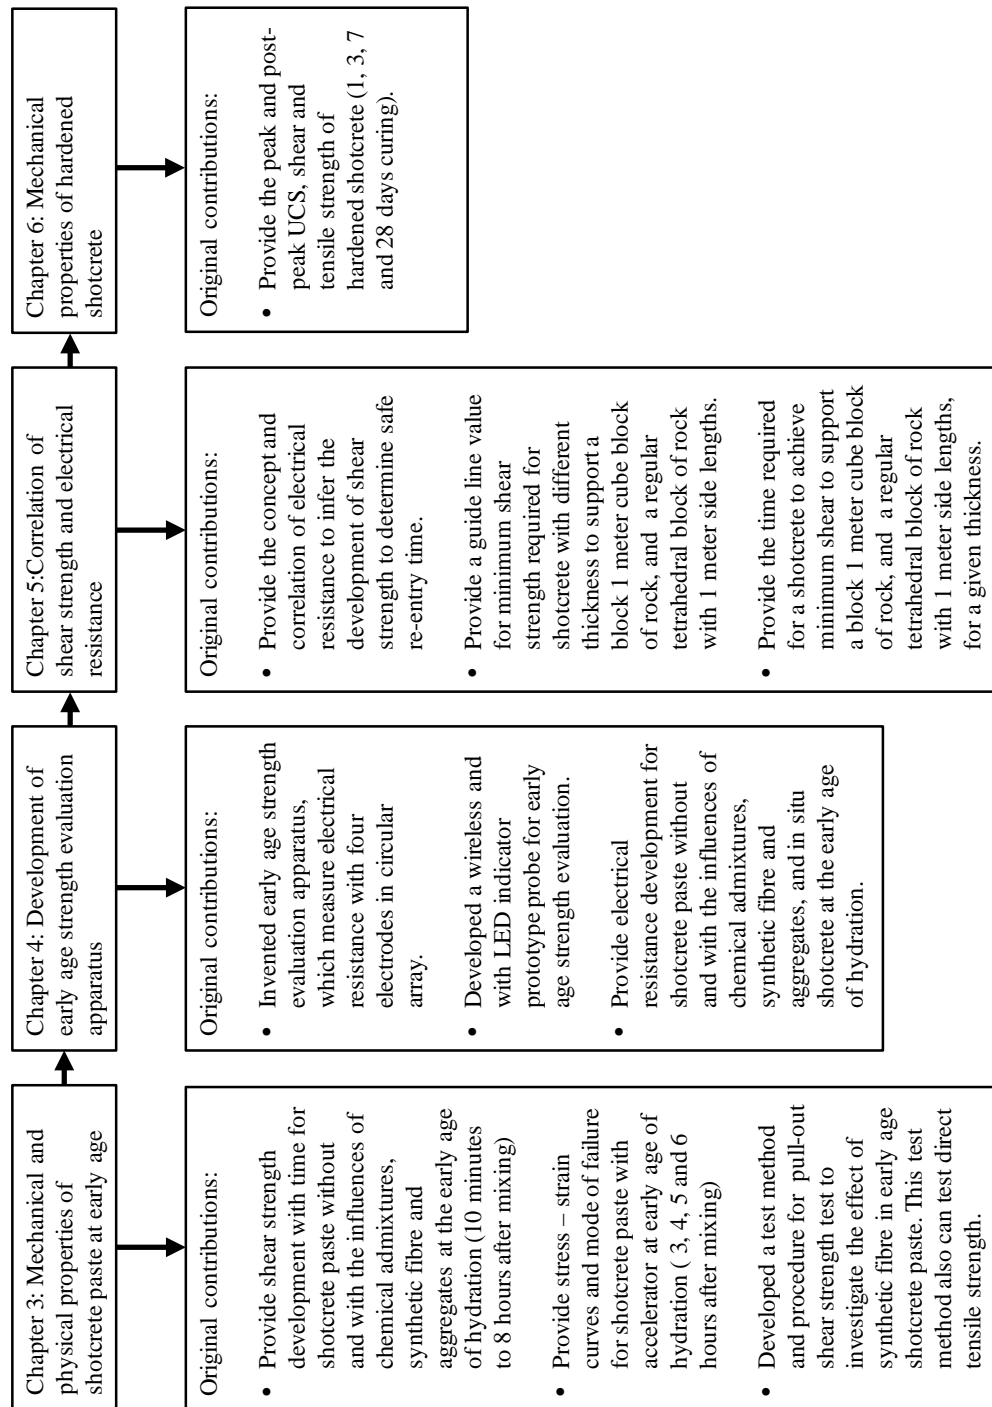 Chapter 3: Mechanical and
physical properties of
shotcrete paste at early age
Original contributions:
• Provide shear strength
development with time for
shotcrete paste without
and with the influences of
chemical admixtures,
synthetic fibre and
aggregates at the early age
of hydration (10 minutes
to 8 hours after mixing)
• Provide stress – strain
curves and mode of failure
for shotcrete paste with
accelerator at early age of
hydration ( 3, 4, 5 and 6
hours after mixing)
• Developed a test method
and procedure for pull-out
shear strength test to
investigate the effect of
synthetic fibre in early age
shotcrete paste. This test
method also can test direct
tensile strength.
Chapter 4: Development of
early age strength evaluation
apparatus
Original contributions:
• Invented early age strength
evaluation apparatus,
which measure electrical
resistance with four
electrodes in circular
array.
• Developed a wireless and
with LED indicator
prototype probe for early
age strength evaluation.
• Provide electrical
resistance development for
shotcrete paste without
and with the influences of
chemical admixtures,
synthetic fibre and
aggregates, and in situ
shotcrete at the early age
of hydration.
Chapter 5:Correlation of
shear strength and electrical
resistance
Original contributions:
• Provide the concept and
correlation of electrical
resistance to infer the
development of shear
strength to determine safe
re-entry time.
• Provide a guide line value
for minimum shear
strength required for
shotcrete with different
thickness to support a
block 1 meter cube block
of rock, and a regular
tetrahedral block of rock
with 1 meter side lengths.
• Provide the time required
for a shotcrete to achieve
minimum shear to support
a block 1 meter cube block
of rock, and a regular
tetrahedral block of rock
with 1 meter side lengths,
for a given thickness.
Chapter 6: Mechanical
properties of hardened
shotcrete
Original contributions:
• Provide the peak and post-
peak UCS, shear and
tensile strength of
hardened shotcrete (1, 3, 7
and 28 days curing).